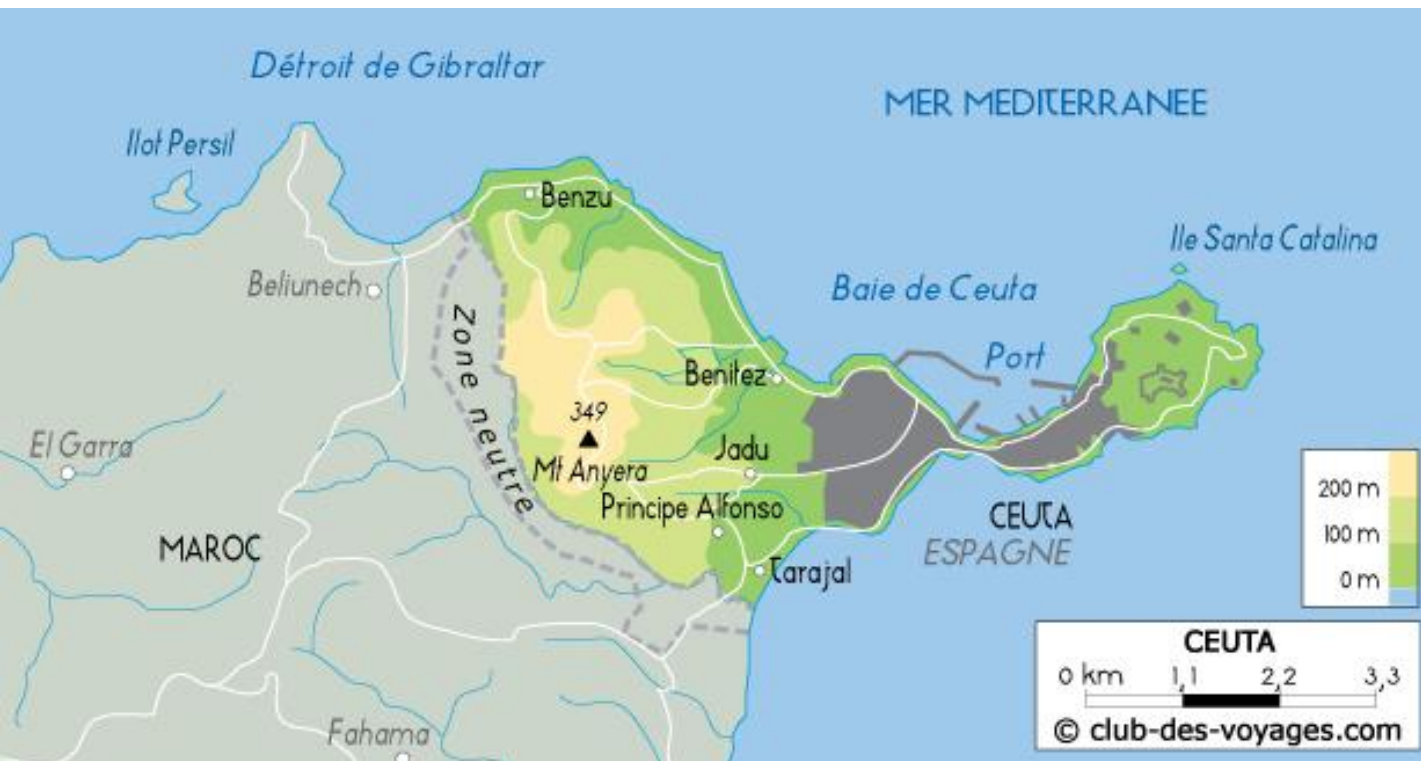 Détroit de Gibraltar
MER MEDITERRANEE
Ilot Persil
Benzu
Ile Santa Catalina
Beliunech
Baie de Ceuta
Zone neutre
Port
Benitez
349
El Garra
Jadu
Mt Anyera
200 m
Principe Alfonso
CEUTA
100 m
MAROC
ESPAGNE
Tarajal
0 m
CEUTA
0 km 1,1 2,2 3,3
Fahama
© club-des-voyages.com